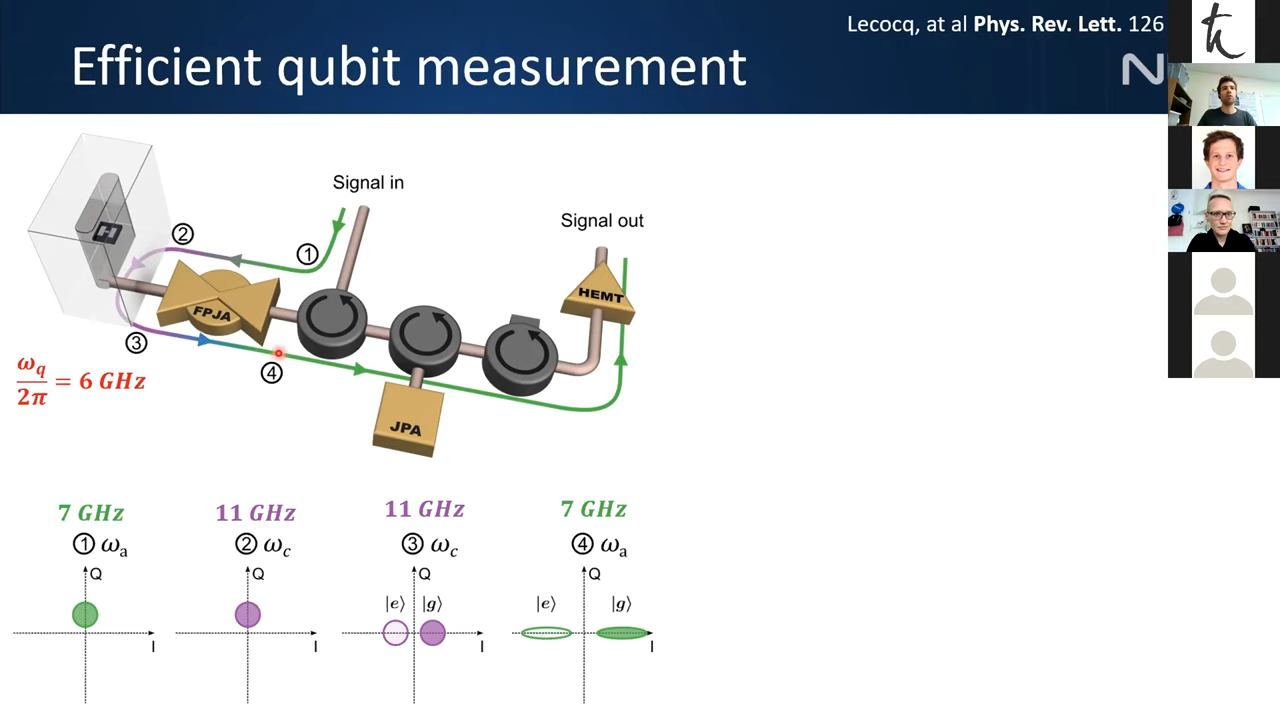 Lecocq, at al Phys. Rev. Lett. 126
Efficient qubit measurement
N
Signal in
Signal out
②
①
H
HEMT
FPJA
③
④
JPA
ω_q/2π = 6 GHz
7 GHz 11 GHz 11 GHz 7 GHz
① ω_a ② ω_c ③ ω_c ④ ω_a
Q Q Q Q
|e⟩ |g⟩ |e⟩ |g⟩
I I I I